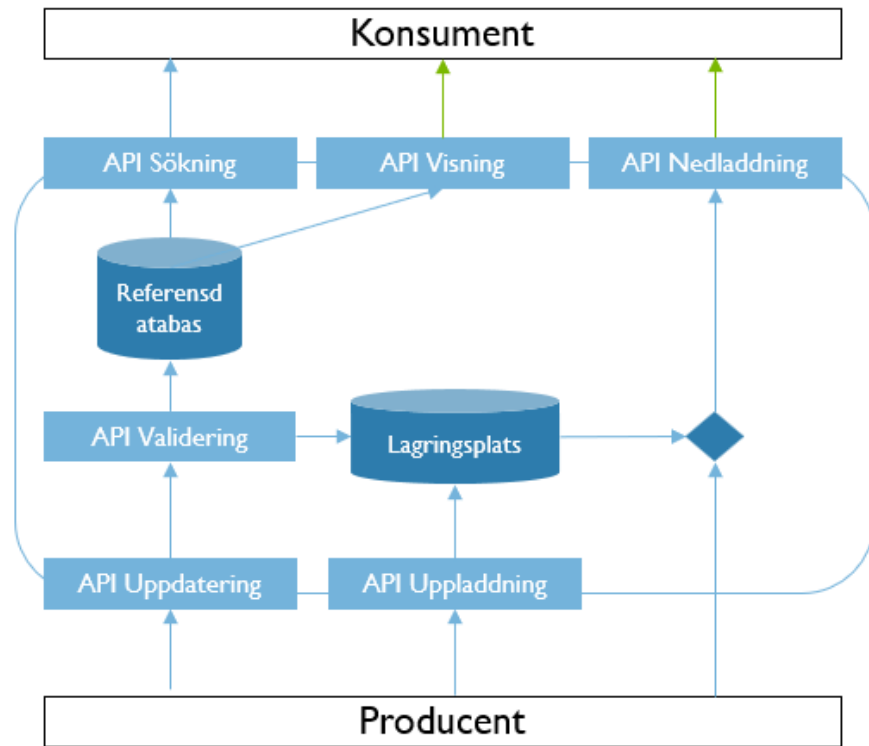 Konsument
API Sökning
API Visning
API Nedladdning
Referensd
atabas
API Validering
Lagringsplats
API Uppdatering
API Uppladdning
Producent